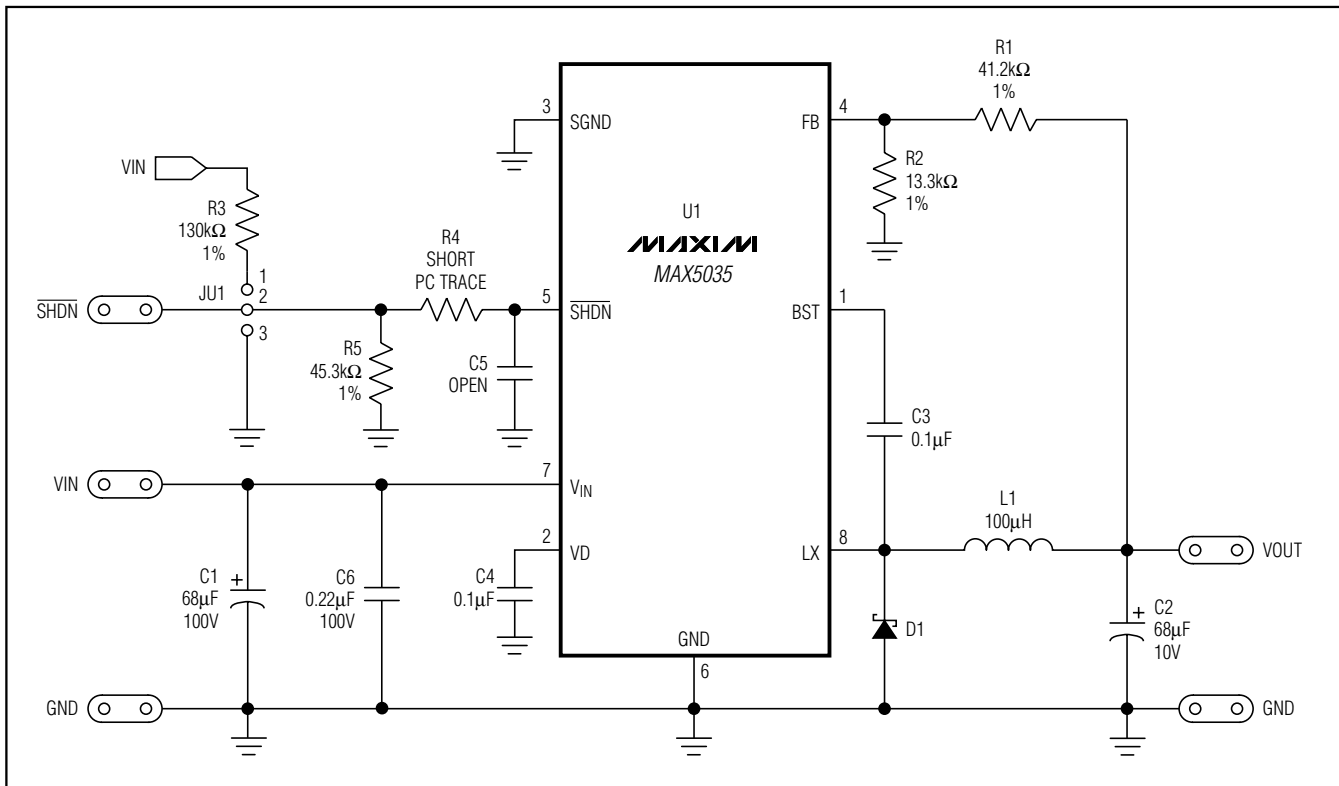 R1
41.2kΩ
1%
3
SGND
FB
4
R2
13.3kΩ
1%
VIN
R3
130kΩ
1%
U1
MAXIM
MAX5035
R4
SHORT
PC TRACE
1
2
3
JU1
SHDN
5
SHDN
BST
1
R5
45.3kΩ
1%
C5
OPEN
C3
0.1µF
VIN
7
VIN
L1
100µH
2
VD
LX
8
VOUT
C1
+
68µF
100V
C6
0.22µF
100V
C4
0.1µF
D1
+
C2
68µF
10V
GND
6
GND
GND